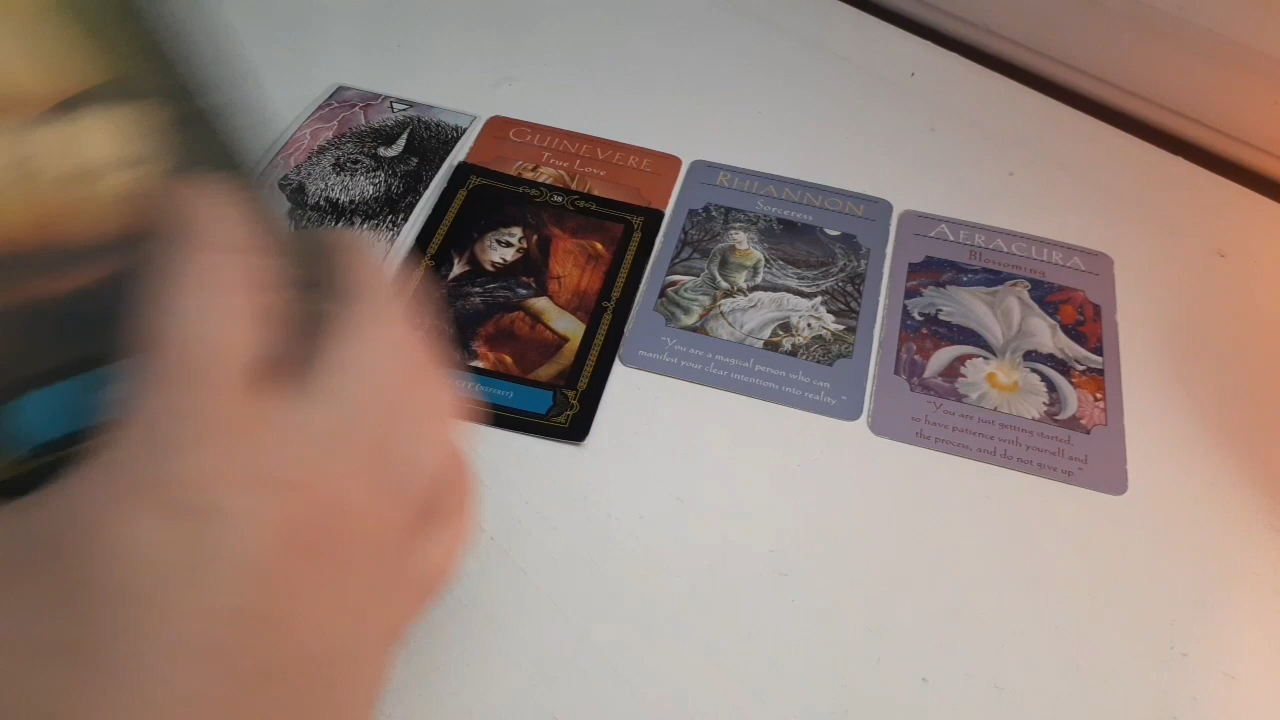 GUINEVERE
True Love
38
(NSFERET)
RHIANNON
Sorceress
"You are a magical person who can
manifest your clear intentions into reality."
AERACURA
Blossoming
"You are just getting started,
so have patience with yourself and
the process, and do not give up."